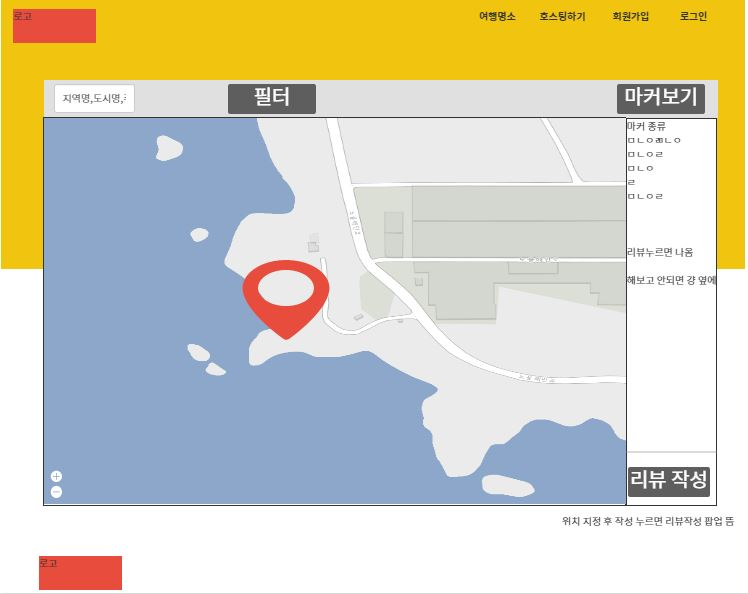 로고
여행명소 호스팅하기 회원가입 로그인
지역명,도시명,
필터
마커보기
마커 종류
ㅁㄴㅇㄹ
ㅁㄴㅇ
ㄹ
ㅁㄴㅇㄹ
리뷰누르면 나옴
해보고 안되면 걍 옆에
리뷰 작성
위치 지정 후 작성 누르면 리뷰작성 팝업 뜸
로고